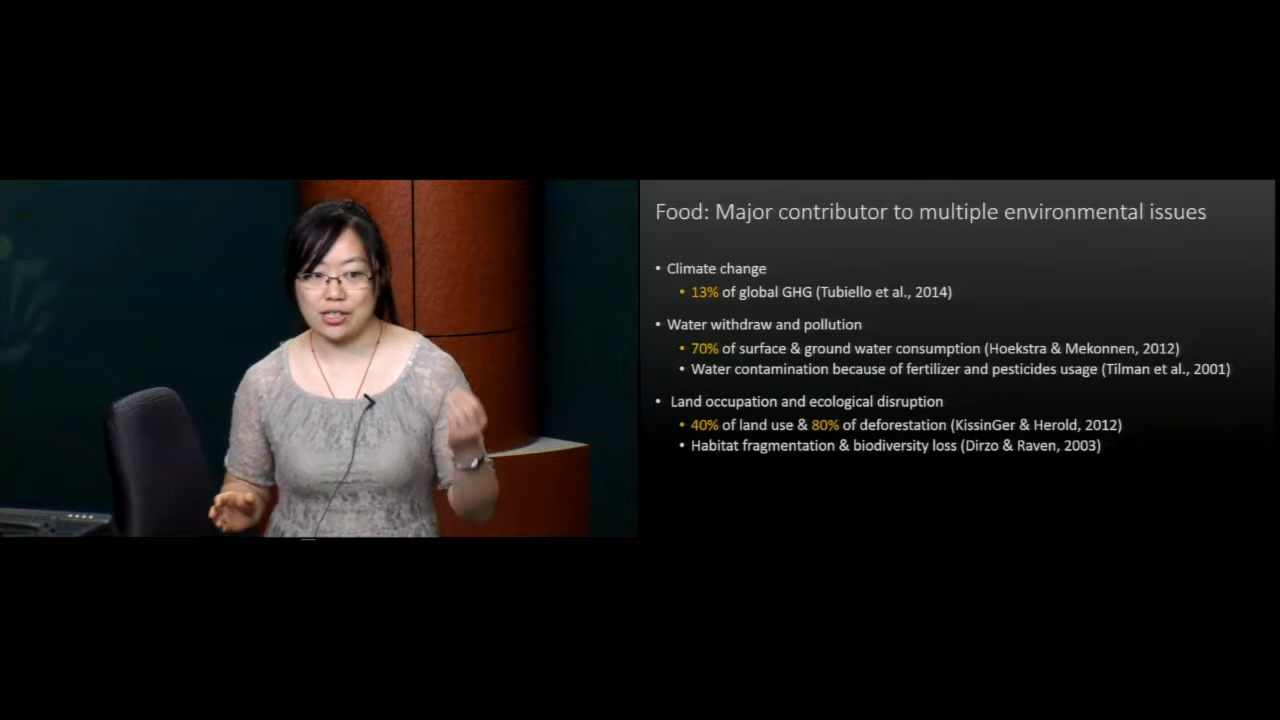 Food: Major contributor to multiple environmental issues
• Climate change
• 13% of global GHG (Tubiello et al., 2014)
• Water withdraw and pollution
• 70% of surface & ground water consumption (Hoekstra & Mekonnen, 2012)
• Water contamination because of fertilizer and pesticides usage (Tilman et al., 2001)
• Land occupation and ecological disruption
• 40% of land use & 80% of deforestation (KissinGer & Herold, 2012)
• Habitat fragmentation & biodiversity loss (Dirzo & Raven, 2003)